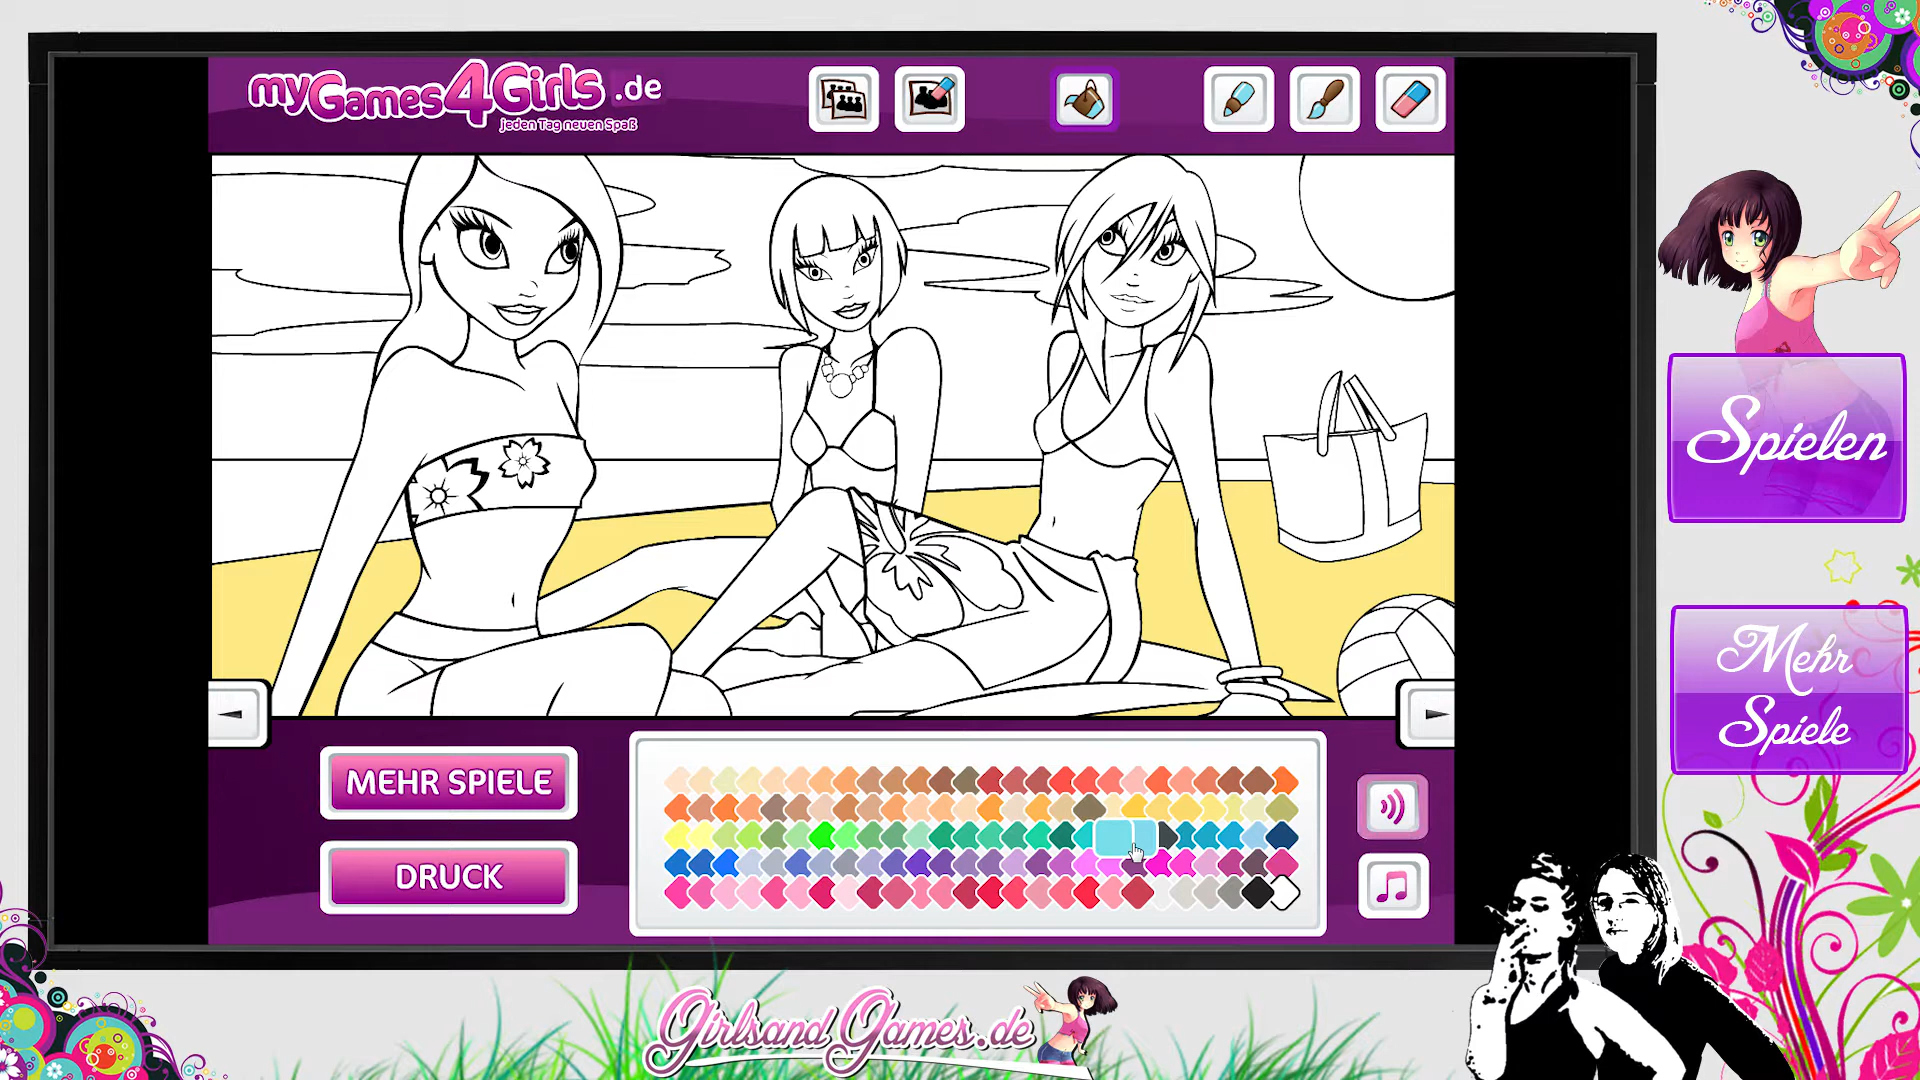 myGames4Girls.de
jeden Tag neuen Spaß
Spielen
Mehr
Spiele
MEHR SPIELE
DRUCK
GirlsandGames.de